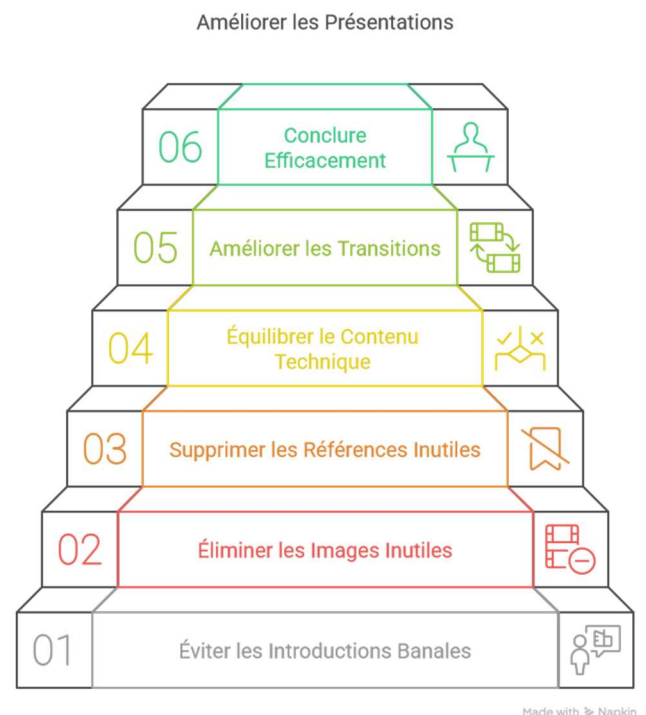 Améliorer les Présentations
06
Conclure
Efficacement
05
Améliorer les Transitions
04
Équilibrer le Contenu
Technique
03
Supprimer les Références Inutiles
02
Éliminer les Images Inutiles
01
Éviter les Introductions Banales
Made with Napkin